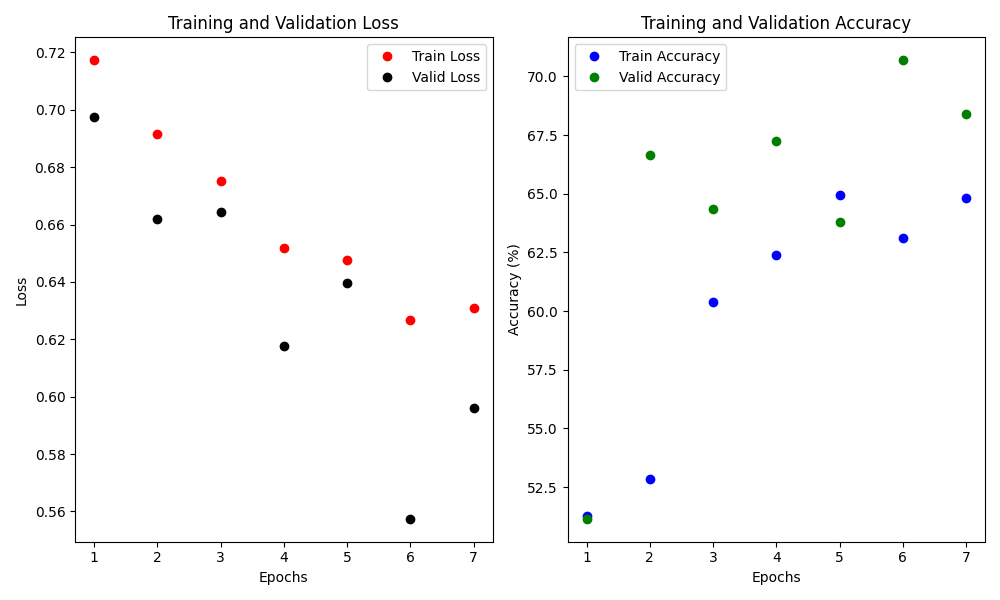 Training and Validation Loss
Loss
0.72
0.70
0.68
0.66
0.64
0.62
0.60
0.58
0.56
Train Loss
Valid Loss
1 2 3 4 5 6 7
Epochs
Training and Validation Accuracy
Accuracy (%)
70.0
67.5
65.0
62.5
60.0
57.5
55.0
52.5
Train Accuracy
Valid Accuracy
1 2 3 4 5 6 7
Epochs